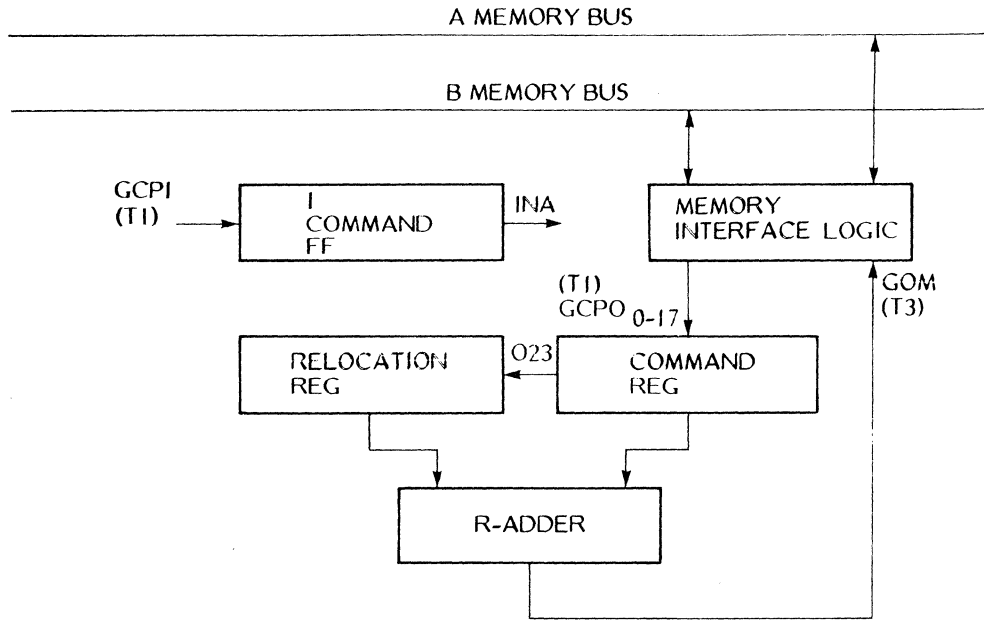 A MEMORY BUS
B MEMORY BUS
GCPI
(T1)
I
COMMAND
FF
INA
MEMORY
INTERFACE LOGIC
(T1)
GCPO 0-17
GOM
(T3)
RELOCATION
REG
O23
COMMAND
REG
R-ADDER